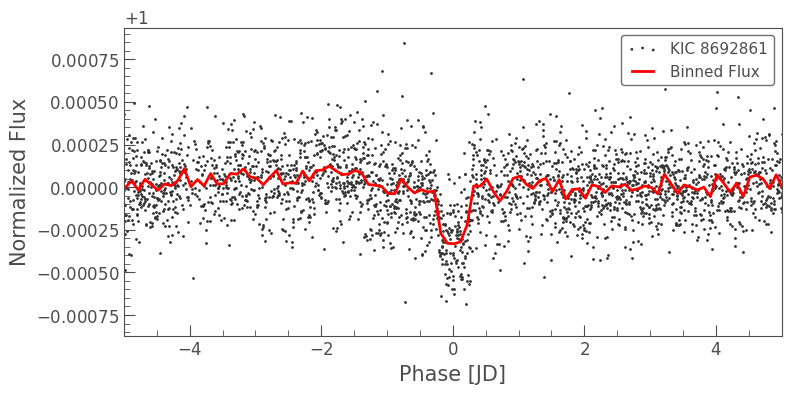 +1
KIC 8692861
Binned Flux
0.00075
0.00050
0.00025
0.00000
−0.00025
−0.00050
−0.00075
Normalized Flux
−4 −2 0 2 4
Phase [JD]